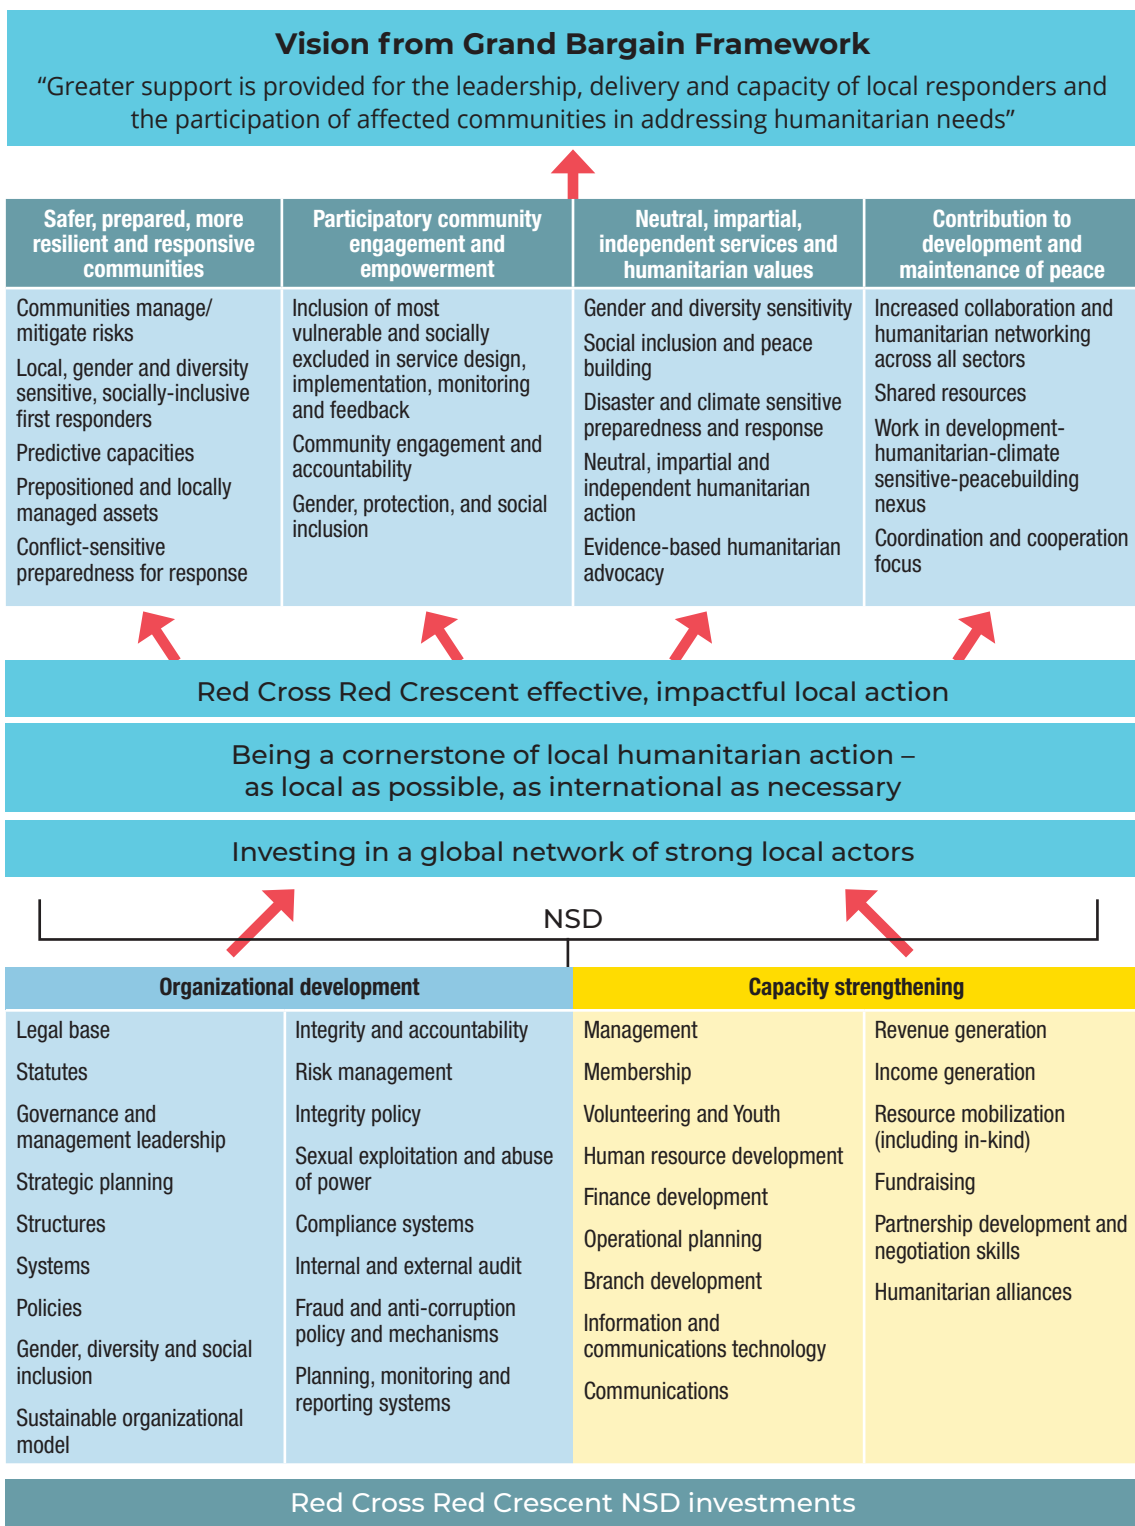 Vision from Grand Bargain Framework
“Greater support is provided for the leadership, delivery and capacity of local responders and
the participation of affected communities in addressing humanitarian needs”
Safer, prepared, more
resilient and responsive
communities
Communities manage/
mitigate risks
Local, gender and diversity
sensitive, socially-inclusive
first responders
Predictive capacities
Prepositioned and locally
managed assets
Conflict-sensitive
preparedness for response
Participatory community
engagement and
empowerment
Inclusion of most
vulnerable and socially
excluded in service design,
implementation, monitoring
and feedback
Community engagement and
accountability
Gender, protection, and social
inclusion
Neutral, impartial,
independent services and
humanitarian values
Gender and diversity sensitivity
Social inclusion and peace
building
Disaster and climate sensitive
preparedness and response
Neutral, impartial and
independent humanitarian
action
Evidence-based humanitarian
advocacy
Contribution to
development and
maintenance of peace
Increased collaboration and
humanitarian networking
across all sectors
Shared resources
Work in development-
humanitarian-climate
sensitive-peacebuilding
nexus
Coordination and cooperation
focus
Red Cross Red Crescent effective, impactful local action
Being a cornerstone of local humanitarian action –
as local as possible, as international as necessary
Investing in a global network of strong local actors
NSD
Organizational development
Legal base
Statutes
Governance and
management leadership
Strategic planning
Structures
Systems
Policies
Gender, diversity and social
inclusion
Sustainable organizational
model
Integrity and accountability
Risk management
Integrity policy
Sexual exploitation and abuse
of power
Compliance systems
Internal and external audit
Fraud and anti-corruption
policy and mechanisms
Planning, monitoring and
reporting systems
Capacity strengthening
Management
Membership
Volunteering and Youth
Human resource development
Finance development
Operational planning
Branch development
Information and
communications technology
Communications
Revenue generation
Income generation
Resource mobilization
(including in-kind)
Fundraising
Partnership development and
negotiation skills
Humanitarian alliances
Red Cross Red Crescent NSD investments